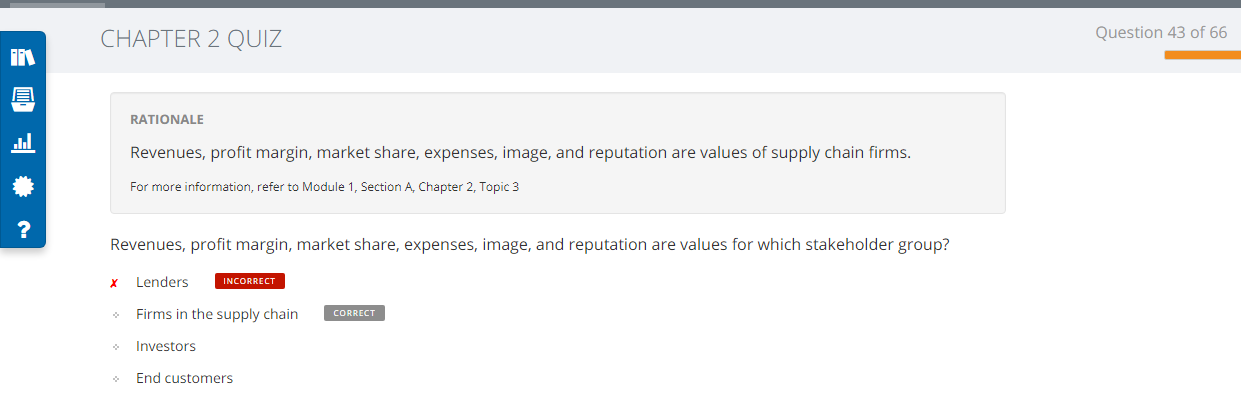 CHAPTER 2 QUIZ
Question 43 of 66
RATIONALE
Revenues, profit margin, market share, expenses, image, and reputation are values of supply chain firms.
For more information, refer to Module 1, Section A, Chapter 2, Topic 3
Revenues, profit margin, market share, expenses, image, and reputation are values for which stakeholder group?
✗ Lenders INCORRECT
Firms in the supply chain CORRECT
Investors
End customers
?